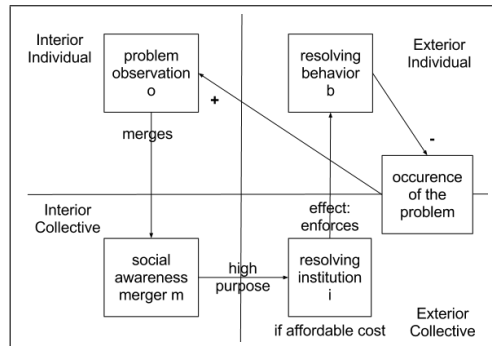 Interior
Individual
problem
observation
o
resolving
behavior
b
Exterior
Individual
+
-
merges
occurence
of the
problem
Interior
Collective
effect:
enforces
social
awareness
merger m
high
purpose
resolving
institution
i
if affordable cost
Exterior
Collective